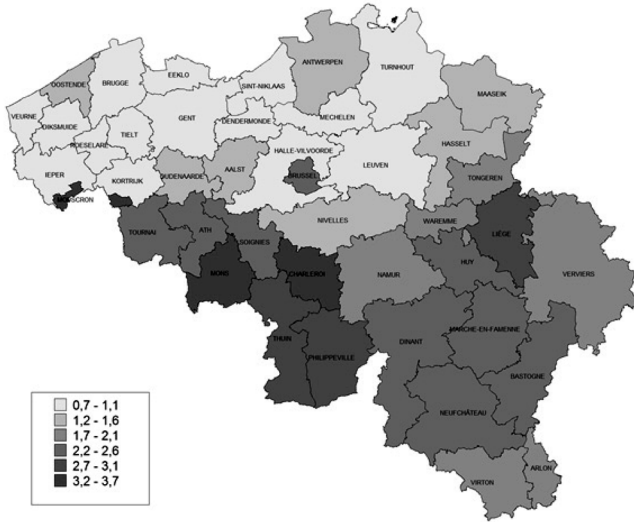 ANTWERPEN
TURNHOUT
OOSTENDE
BRUGGE
EEKLO
SINT-NIKLAAS
MAASEIK
VEURNE
DIKSMUIDE
TIELT
GENT
DENDERMONDE
MECHELEN
ROESELARE
HALLE-VILVOORDE
HASSELT
IEPER
KORTRIJK
OUDENAARDE
AALST
BRUSSEL
LEUVEN
TONGEREN
MOUSCRON
NIVELLES
WAREMME
TOURNAI
ATH
SOIGNIES
LIÈGE
HUY
MONS
CHARLEROI
NAMUR
VERVIERS
THUIN
PHILIPPEVILLE
DINANT
MARCHE-EN-FAMENNE
BASTOGNE
NEUFCHÂTEAU
VIRTON
ARLON
0,7 - 1,1
1,2 - 1,6
1,7 - 2,1
2,2 - 2,6
2,7 - 3,1
3,2 - 3,7